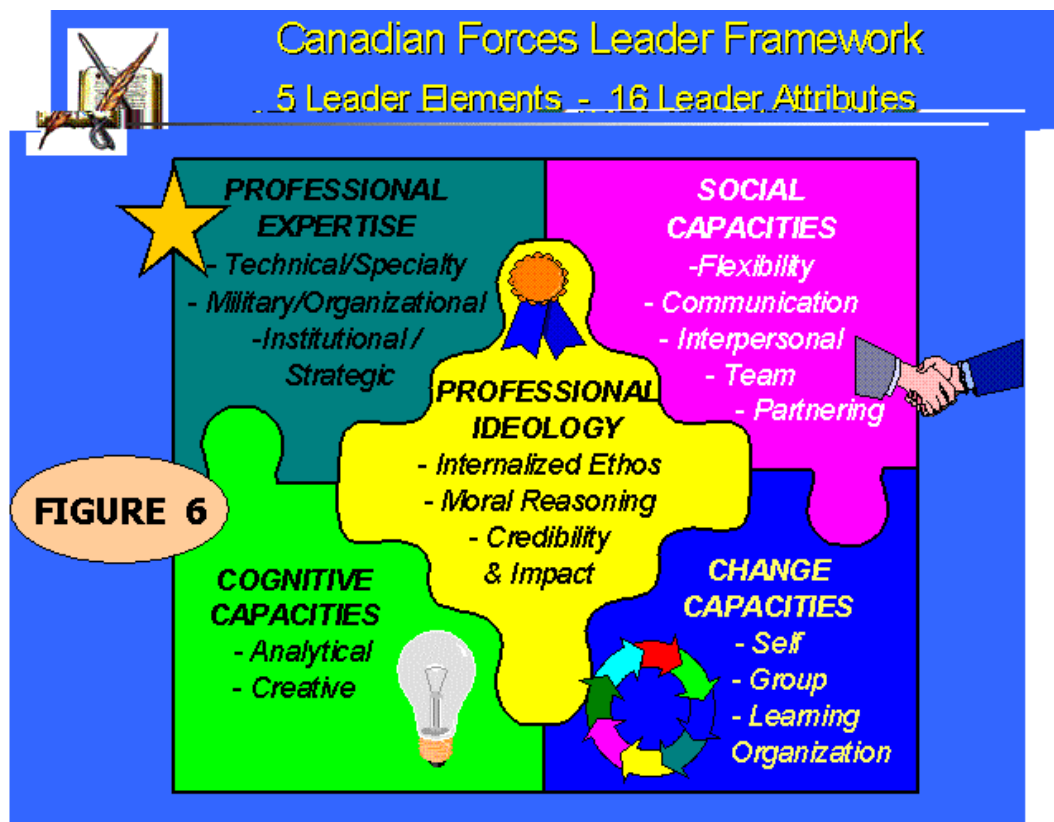 Canadian Forces Leader Framework
5 Leader Elements - 16 Leader Attributes
PROFESSIONAL
EXPERTISE
- Technical/Specialty
- Military/Organizational
-Institutional /
Strategic
SOCIAL
CAPACITIES
-Flexibility
- Communication
- Interpersonal
- Team
- Partnering
PROFESSIONAL
IDEOLOGY
- Internalized Ethos
- Moral Reasoning
- Credibility
& Impact
FIGURE 6
COGNITIVE
CAPACITIES
- Analytical
- Creative
CHANGE
CAPACITIES
- Self
- Group
- Learning
Organization